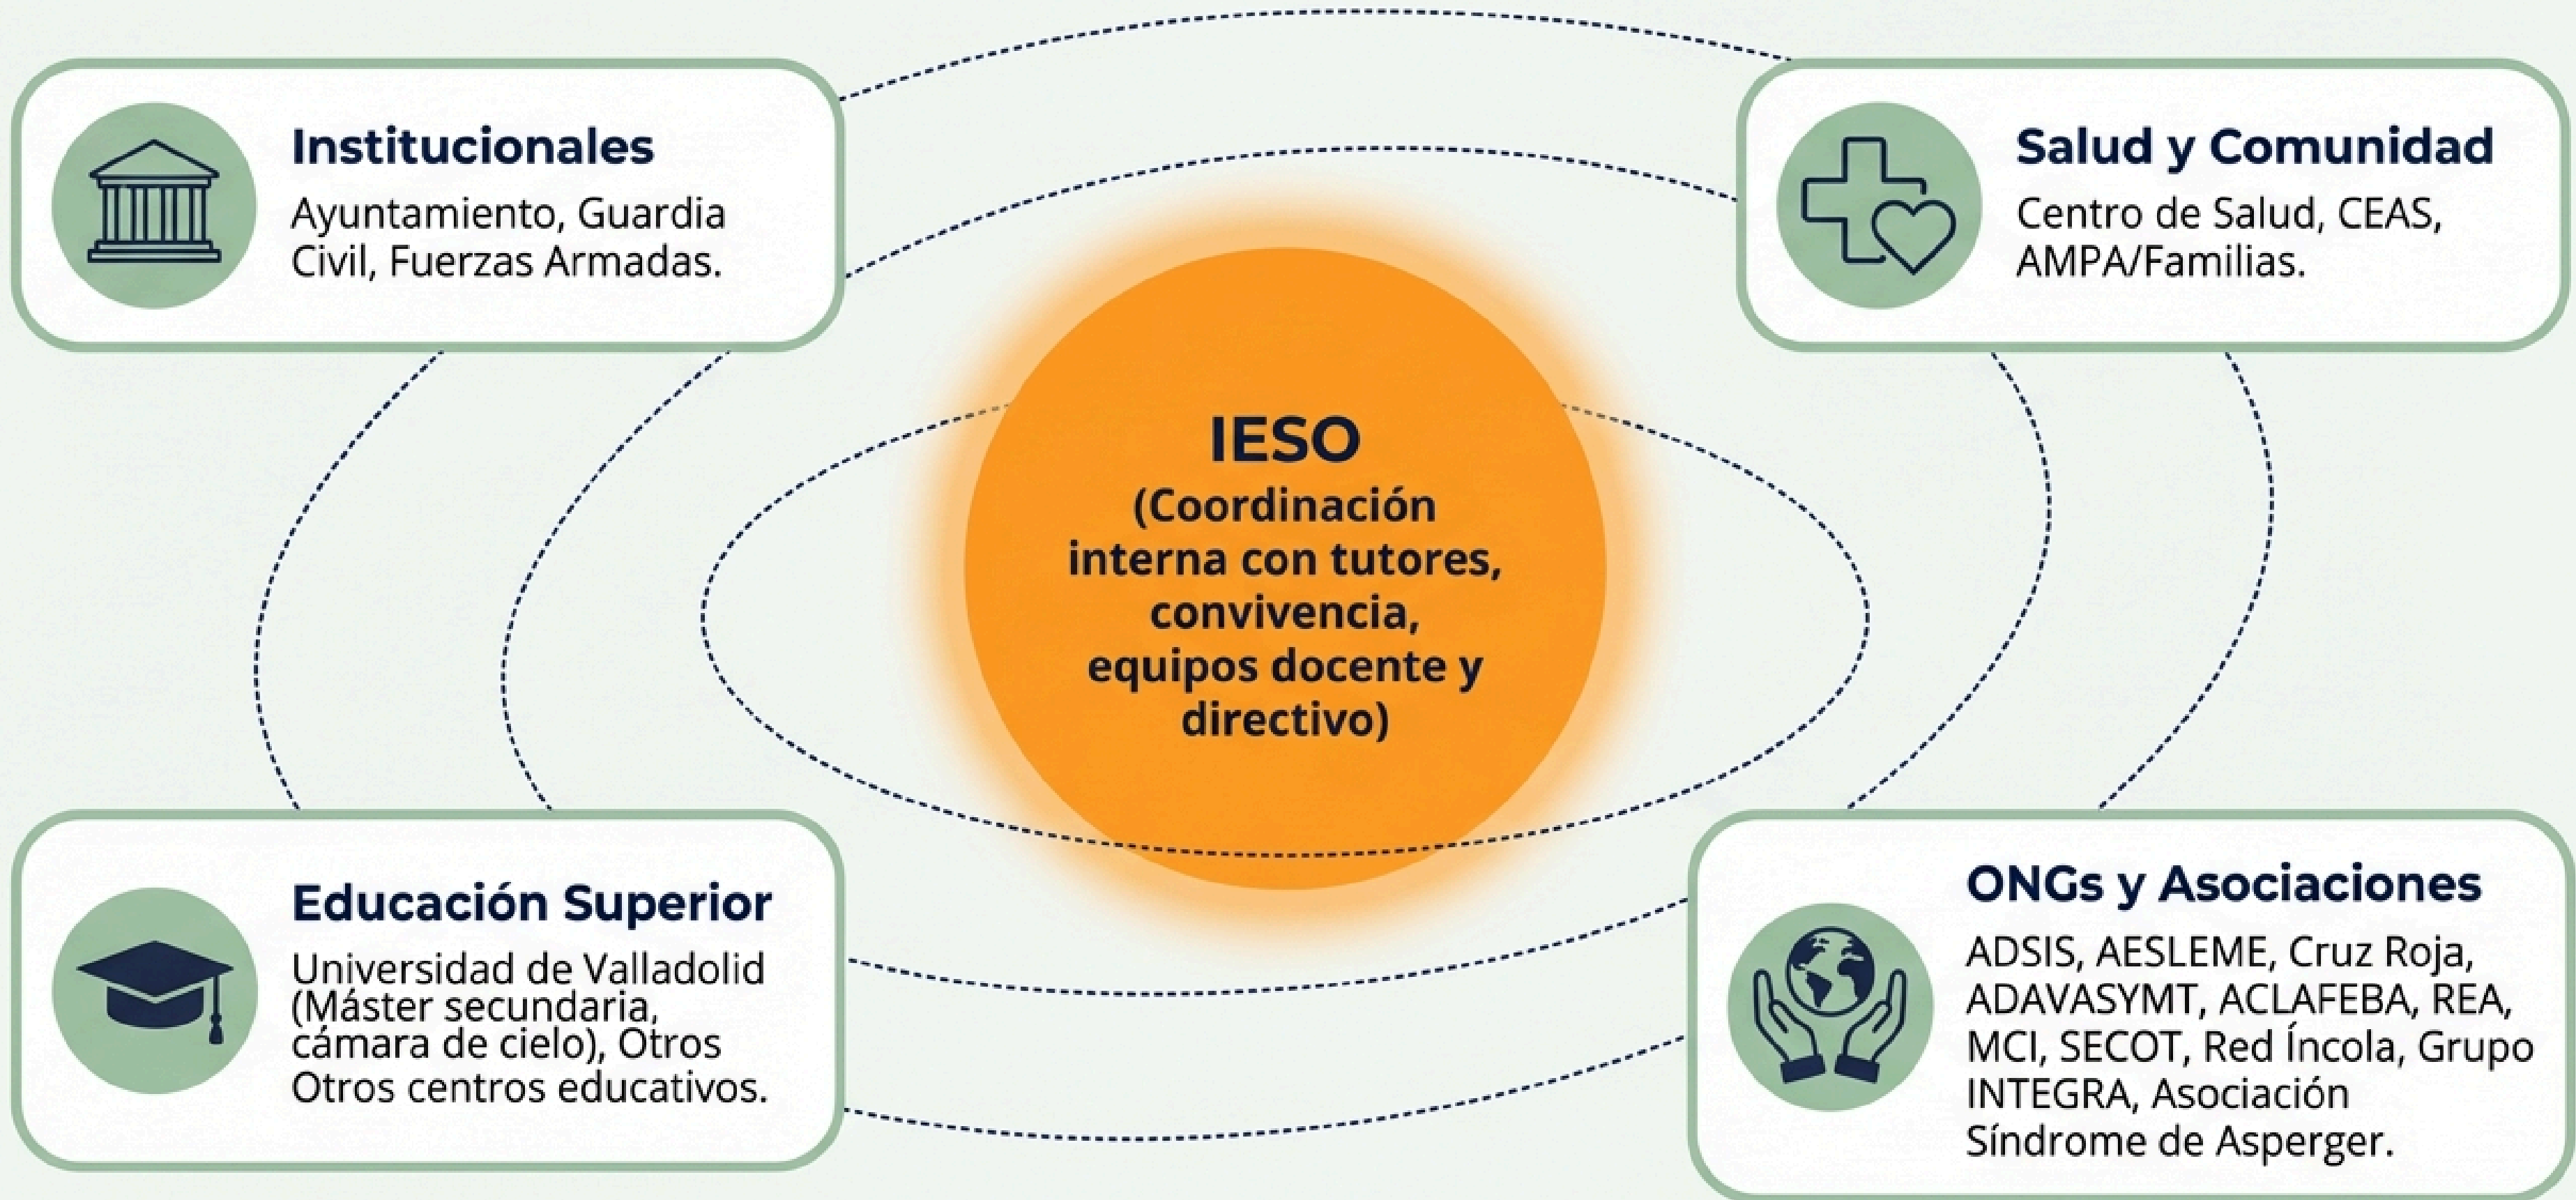 Institucionales
Ayuntamiento, Guardia
Civil, Fuerzas Armadas.
Salud y Comunidad
Centro de Salud, CEAS,
AMPA/Familias.
IESO
(Coordinación
interna con tutores,
convivencia,
equipos docente y
directivo)
Educación Superior
Universidad de Valladolid
(Máster secundaria,
cámara de cielo), Otros
Otros centros educativos.
ONGs y Asociaciones
ADSIS, AESLEME, Cruz Roja,
ADAVASYMT, ACLAFEBA, REA,
MCI, SECOT, Red Íncola, Grupo
INTEGRA, Asociación
Síndrome de Asperger.